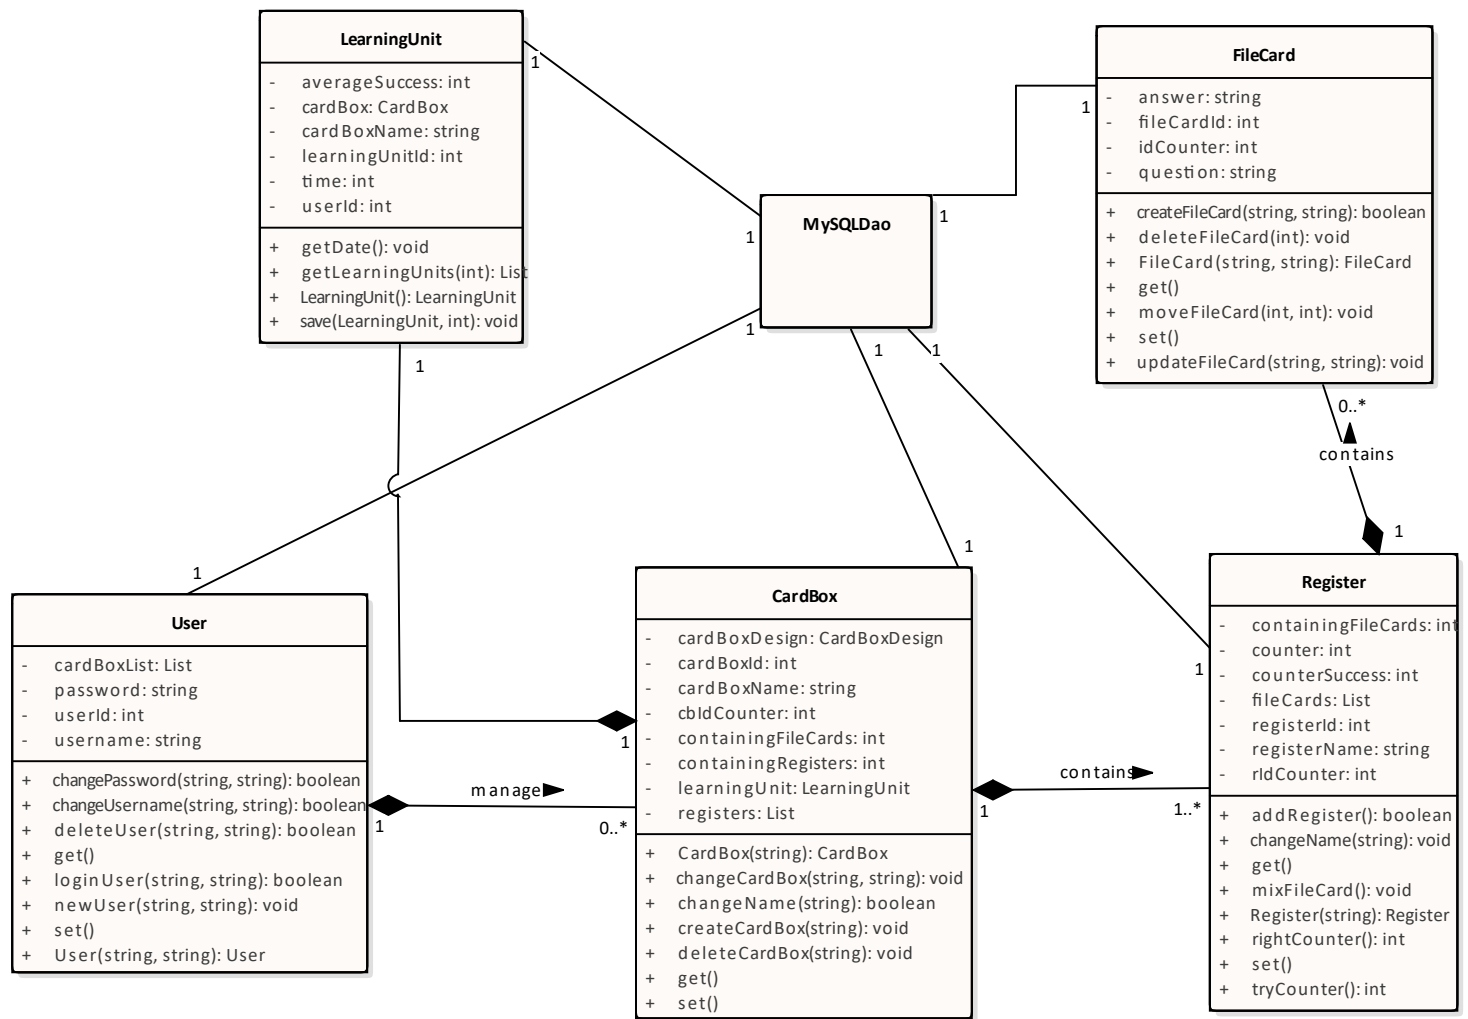 LearningUnit
- averageSuccess: int
- cardBox: CardBox
- cardBoxName: string
- learningUnitId: int
- time: int
- userId: int
+ getDate(): void
+ getLearningUnits(int): List
+ LearningUnit(): LearningUnit
+ save(LearningUnit, int): void
1
1
1
FileCard
- answer: string
- fileCardId: int
- idCounter: int
- question: string
+ createFileCard(string, string): boolean
+ deleteFileCard(int): void
+ FileCard(string, string): FileCard
+ get()
+ moveFileCard(int, int): void
+ set()
+ updateFileCard(string, string): void
1
0..*
contains
1
MySQLDao
1
1
1
1
1
User
- cardBoxList: List
- password: string
- userId: int
- username: string
+ changePassword(string, string): boolean
+ changeUsername(string, string): boolean
+ deleteUser(string, string): boolean
+ get()
+ loginUser(string, string): boolean
+ newUser(string, string): void
+ set()
+ User(string, string): User
1
manage
0..*
1
1
CardBox
- cardBoxDesign: CardBoxDesign
- cardBoxId: int
- cardBoxName: string
- cbIdCounter: int
- containingFileCards: int
- containingRegisters: int
- learningUnit: LearningUnit
- registers: List
+ CardBox(string): CardBox
+ changeCardBox(string, string): void
+ changeName(string): boolean
+ createCardBox(string): void
+ deleteCardBox(string): void
+ get()
+ set()
1
contains
1..*
1
Register
- containingFileCards: int
- counter: int
- counterSuccess: int
- fileCards: List
- registerId: int
- registerName: string
- rIdCounter: int
+ addRegister(): boolean
+ changeName(string): void
+ get()
+ mixFileCard(): void
+ Register(string): Register
+ rightCounter(): int
+ set()
+ tryCounter(): int